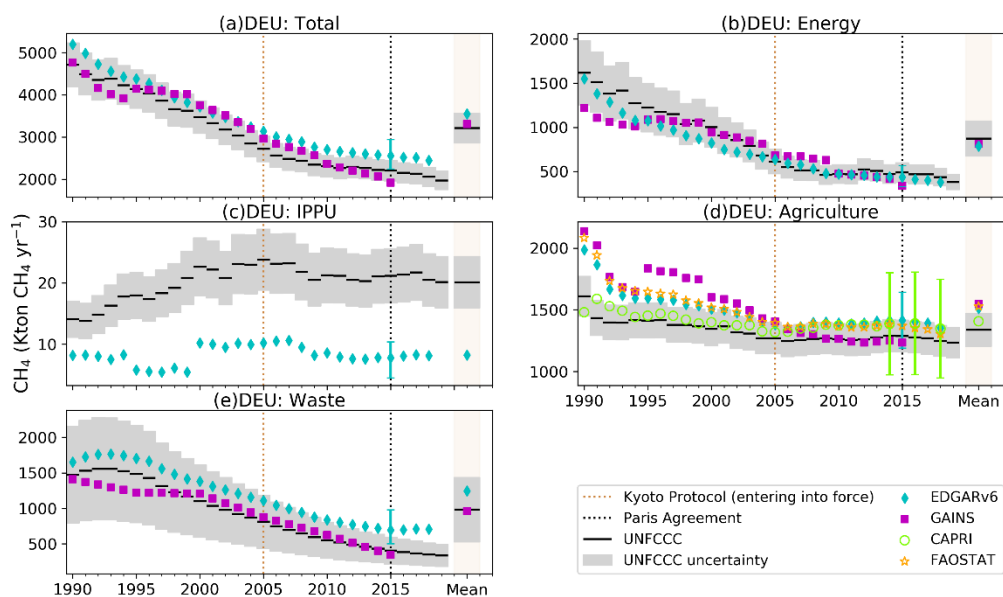 (a)DEU: Total
5000
4000
3000
2000
(b)DEU: Energy
2000
1500
1000
500
(c)DEU: IPPU
30
20
10
CH4 (Kton CH4 yr−1)
(d)DEU: Agriculture
2000
1500
1000
1990 1995 2000 2005 2010 2015 Mean
(e)DEU: Waste
2000
1500
1000
500
1990 1995 2000 2005 2010 2015 Mean
Kyoto Protocol (entering into force)
Paris Agreement
UNFCCC
UNFCCC uncertainty
EDGARv6
GAINS
CAPRI
FAOSTAT